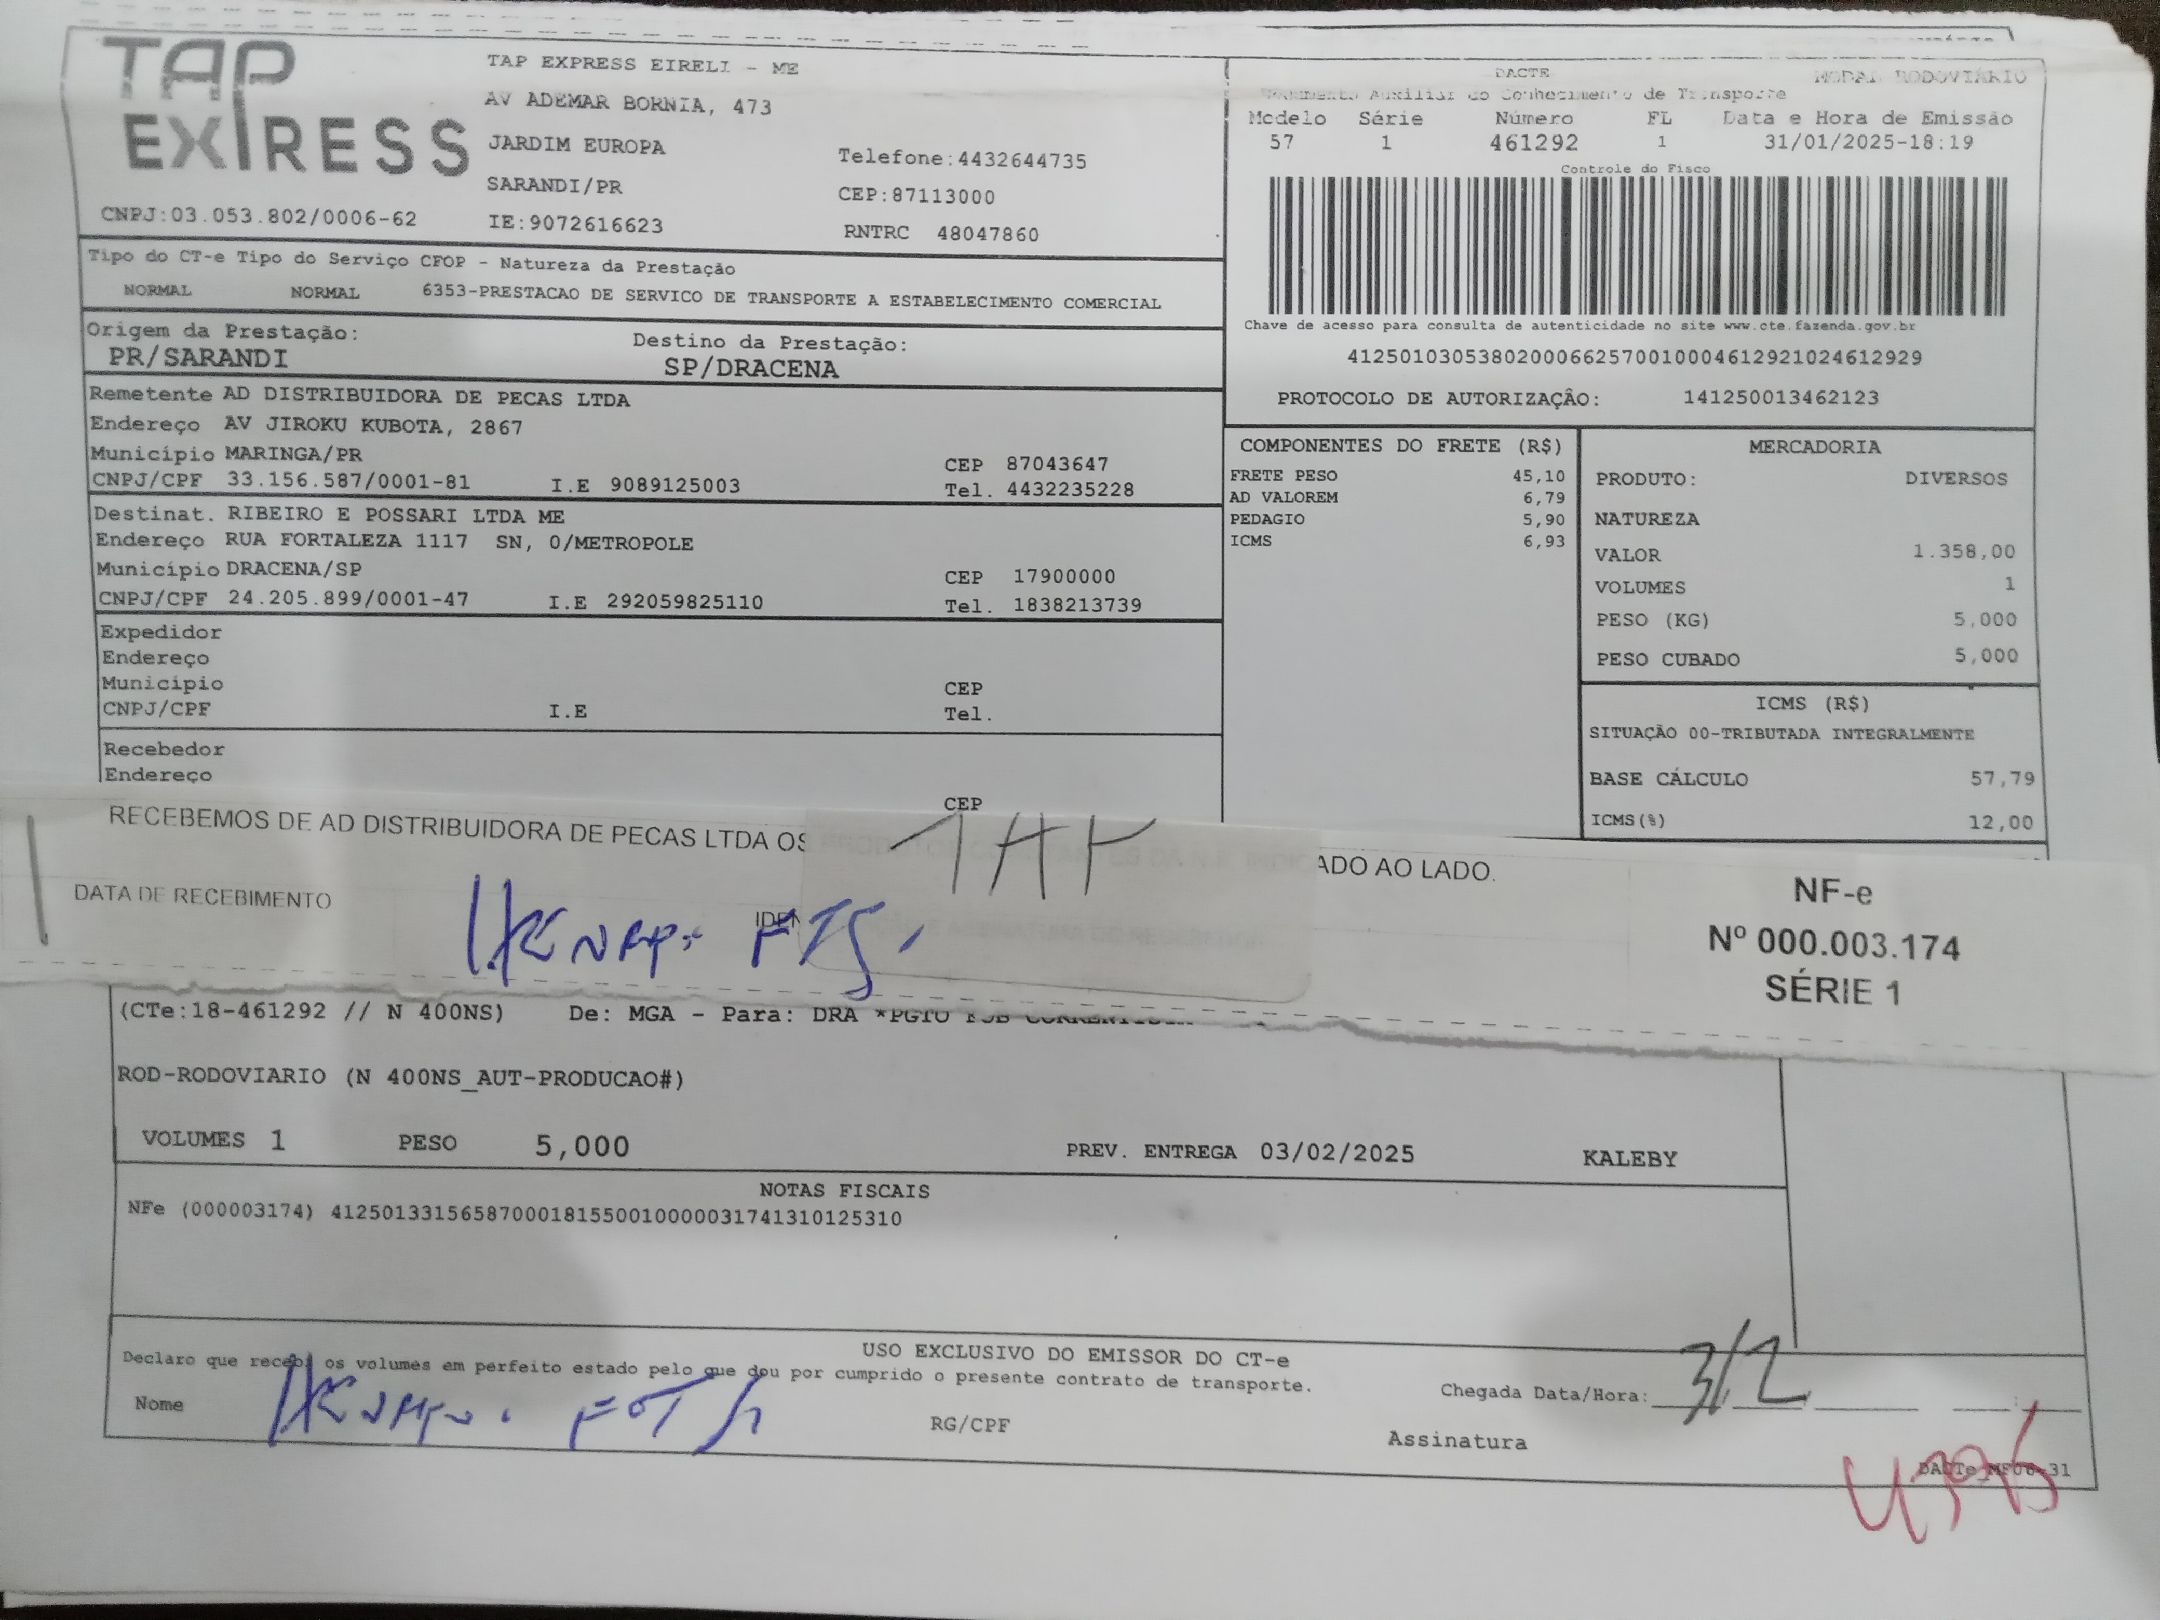 TAP EXPRESS
TAP EXPRESS EIRELI - ME
AV ADEMAR BORNIA, 473
JARDIM EUROPA
Telefone:4432644735
SARANDI/PR
CEP:87113000
CNPJ:03.053.802/0006-62
IE:9072616623
RNTRC 48047860
DACTE
MODAL RODOVIÁRIO
Documento Auxiliar do Conhecimento de Transporte
Modelo Série Número FL Data e Hora de Emissão
57 1 461292 1 31/01/2025-18:19
Controle do Fisco
Chave de acesso para consulta de autenticidade no site www.cte.fazenda.gov.br
41250103053802000662570010004612921024612929
PROTOCOLO DE AUTORIZAÇÃO: 141250013462123
Tipo do CT-e Tipo do Serviço CFOP - Natureza da Prestação
NORMAL NORMAL 6353-PRESTACAO DE SERVICO DE TRANSPORTE A ESTABELECIMENTO COMERCIAL
Origem da Prestação: Destino da Prestação:
PR/SARANDI SP/DRACENA
Remetente AD DISTRIBUIDORA DE PECAS LTDA
Endereço AV JIROKU KUBOTA, 2867
Município MARINGA/PR CEP 87043647
CNPJ/CPF 33.156.587/0001-81 I.E 9089125003 Tel. 4432235228
Destinat. RIBEIRO E POSSARI LTDA ME
Endereço RUA FORTALEZA 1117 SN, 0/METROPOLE
Município DRACENA/SP CEP 17900000
CNPJ/CPF 24.205.899/0001-47 I.E 292059825110 Tel. 1838213739
Expedidor
Endereço
Município CEP
CNPJ/CPF I.E Tel.
Recebedor
Endereço
CEP
COMPONENTES DO FRETE (R$)
FRETE PESO 45,10
AD VALOREM 6,79
PEDAGIO 5,90
ICMS 6,93
MERCADORIA
PRODUTO: DIVERSOS
NATUREZA
VALOR 1.358,00
VOLUMES 1
PESO (KG) 5,000
PESO CUBADO 5,000
ICMS (R$)
SITUAÇÃO 00-TRIBUTADA INTEGRALMENTE
BASE CÁLCULO 57,79
ICMS(%) 12,00
RECEBEMOS DE AD DISTRIBUIDORA DE PECAS LTDA OS ADO AO LADO.
DATA DE RECEBIMENTO
NF-e
Nº 000.003.174
SÉRIE 1
(CTe:18-461292 // N 400NS) De: MGA - Para: DRA *PGTO FOB
ROD-RODOVIARIO (N 400NS_AUT-PRODUCAO#)
VOLUMES 1 PESO 5,000 PREV. ENTREGA 03/02/2025 KALEBY
NOTAS FISCAIS
NFe (000003174) 41250133156587000181550010000031741310125310
USO EXCLUSIVO DO EMISSOR DO CT-e
Declaro que recebi os volumes em perfeito estado pelo que dou por cumprido o presente contrato de transporte.
Chegada Data/Hora: 3/2
Nome
RG/CPF
Assinatura
DACTe_MF06-31